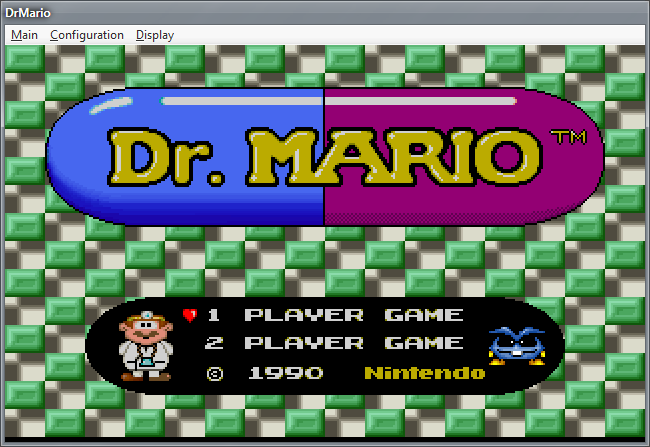 DrMario
Main Configuration Display
Dr. MARIO™
1 PLAYER GAME
2 PLAYER GAME
© 1990 Nintendo